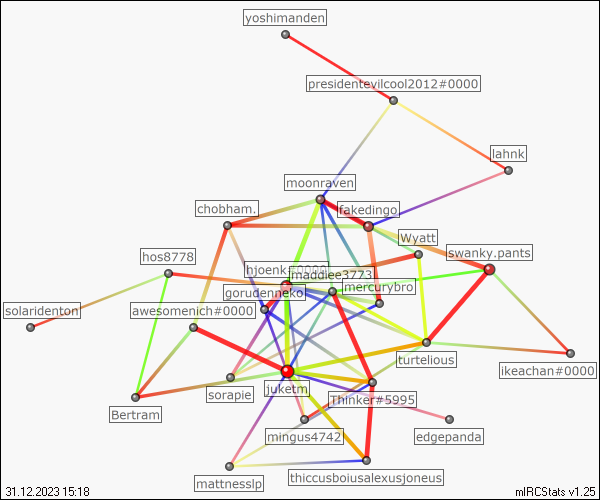 yoshimanden
presidentevilcool2012#0000
lahnk
moonraven
chobham.
fakedingo
Wyatt
swanky.pants
hos8778
hjoenk#0000
maddiee3773
mercurybro
gorudenneko
solaridenton
awesomenich#0000
turtelious
ikeachan#0000
sorapie
juketm
Thinker#5995
Bertram
mingus4742
edgepanda
mattnesslp
thiccusboiusalexusjoneus
31.12.2023 15:18
mIRCStats v1.25